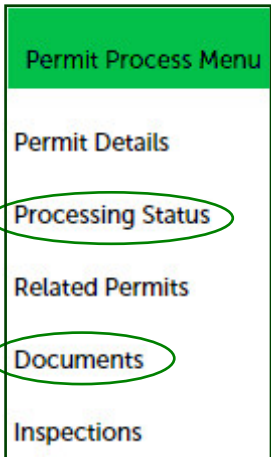 Permit Process Menu
Permit Details
Processing Status
Related Permits
Documents
Inspections